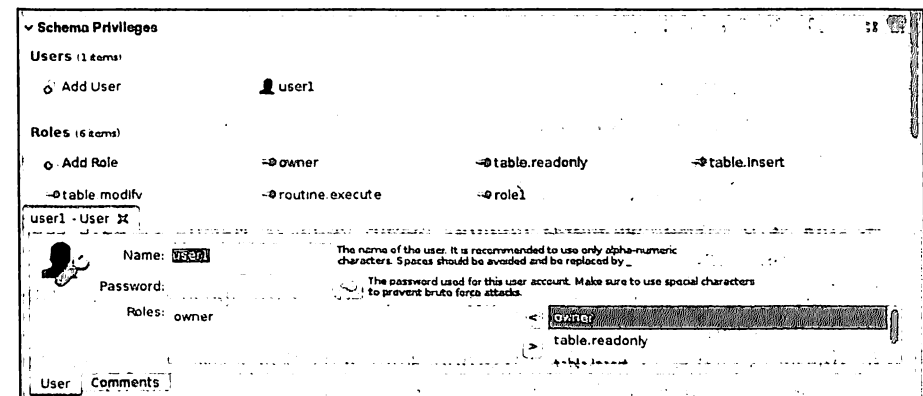 Schema Privileges
Users (1 items)
Add User user1
Roles (6 items)
Add Role owner table.readonly table.insert
table modify routine.execute role1
user1 - User
Name: user1 The name of the user. It is recommended to use only alpha-numeric
characters. Spaces should be avoided and be replaced by _
Password: The password used for this user account. Make sure to use special characters
to prevent brute force attacks.
Roles: owner < owner
> table.readonly
table.insert
User Comments